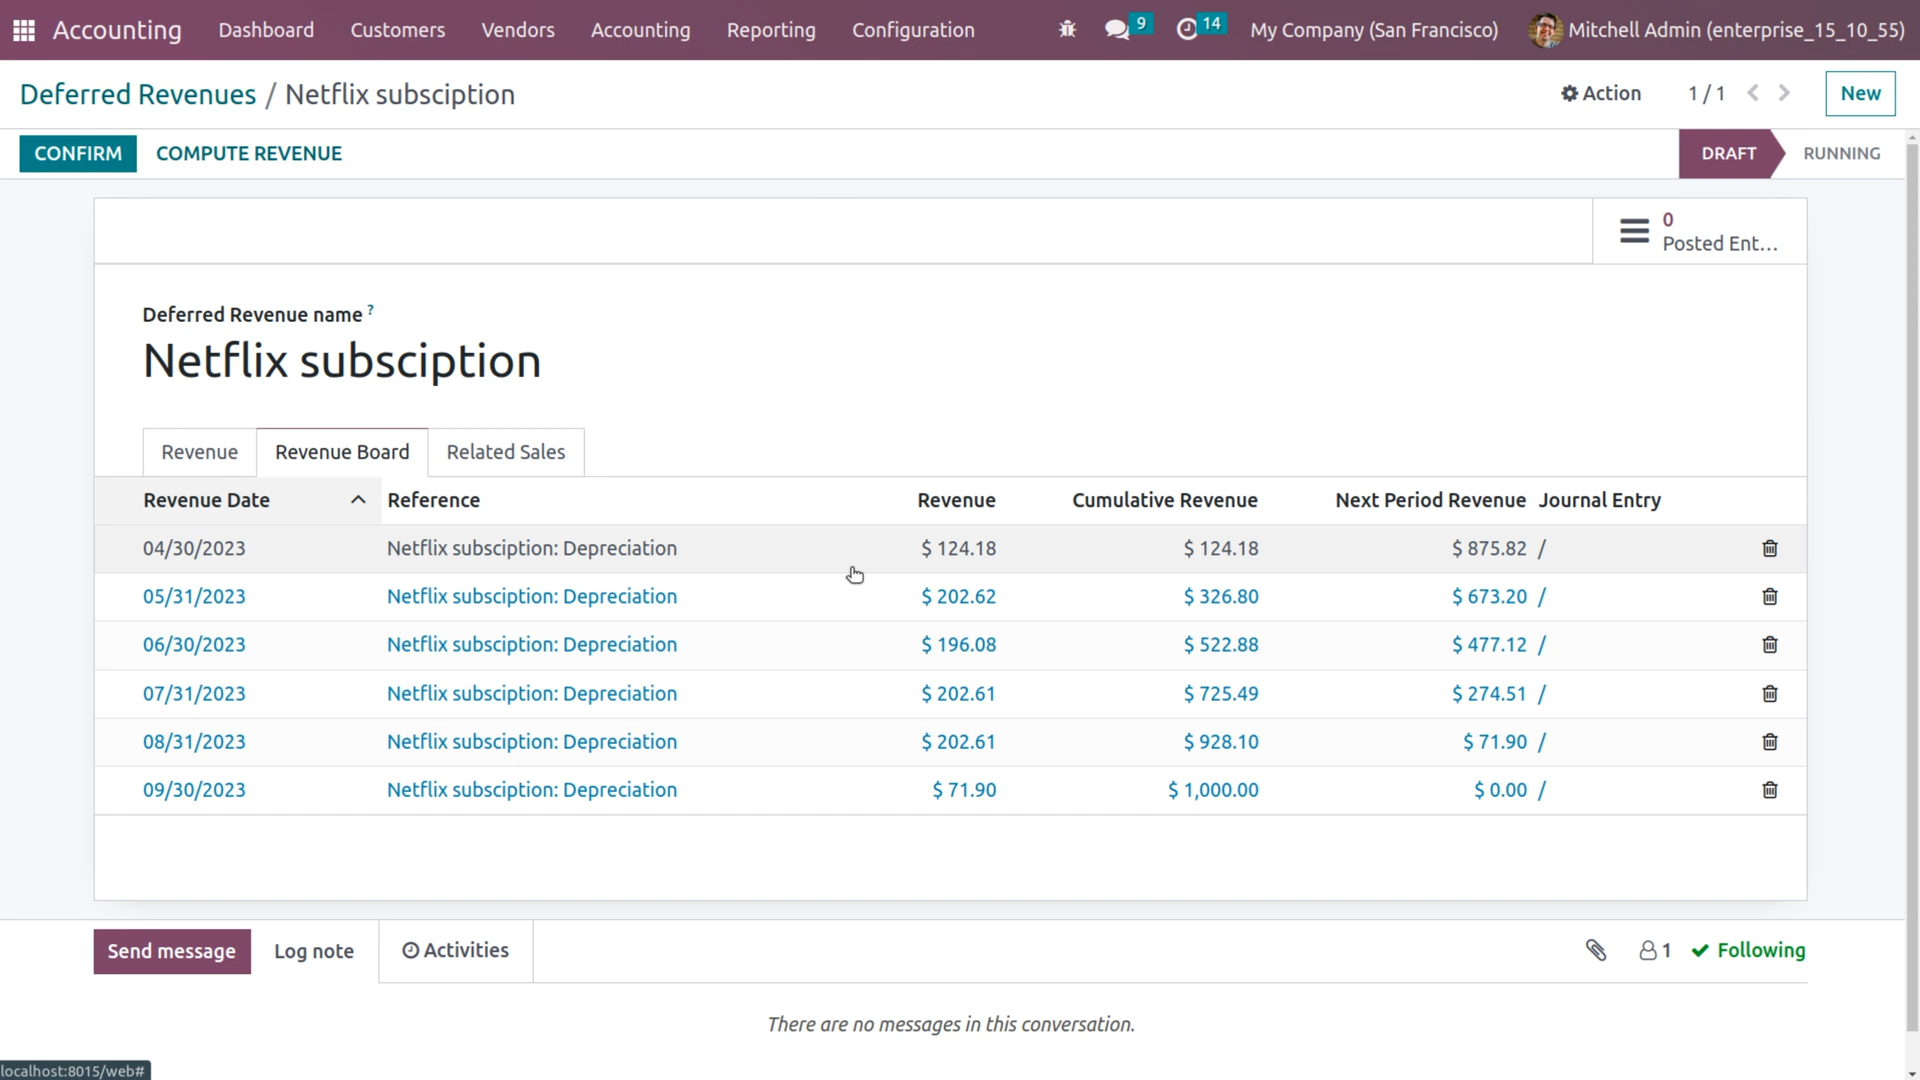 Accounting Dashboard Customers Vendors Accounting Reporting Configuration 9 14 My Company (San Francisco) Mitchell Admin (enterprise_15_10_55)
Deferred Revenues / Netflix subsciption Action 1 / 1 New
CONFIRM COMPUTE REVENUE DRAFT RUNNING
0
Posted Ent...
Deferred Revenue name ?
Netflix subsciption
Revenue Revenue Board Related Sales
Revenue Date Reference Revenue Cumulative Revenue Next Period Revenue Journal Entry
04/30/2023 Netflix subsciption: Depreciation $ 124.18 $ 124.18 $ 875.82 /
05/31/2023 Netflix subsciption: Depreciation $ 202.62 $ 326.80 $ 673.20 /
06/30/2023 Netflix subsciption: Depreciation $ 196.08 $ 522.88 $ 477.12 /
07/31/2023 Netflix subsciption: Depreciation $ 202.61 $ 725.49 $ 274.51 /
08/31/2023 Netflix subsciption: Depreciation $ 202.61 $ 928.10 $ 71.90 /
09/30/2023 Netflix subsciption: Depreciation $ 71.90 $ 1,000.00 $ 0.00 /
Send message Log note Activities 1 Following
There are no messages in this conversation.
localhost:8015/web#